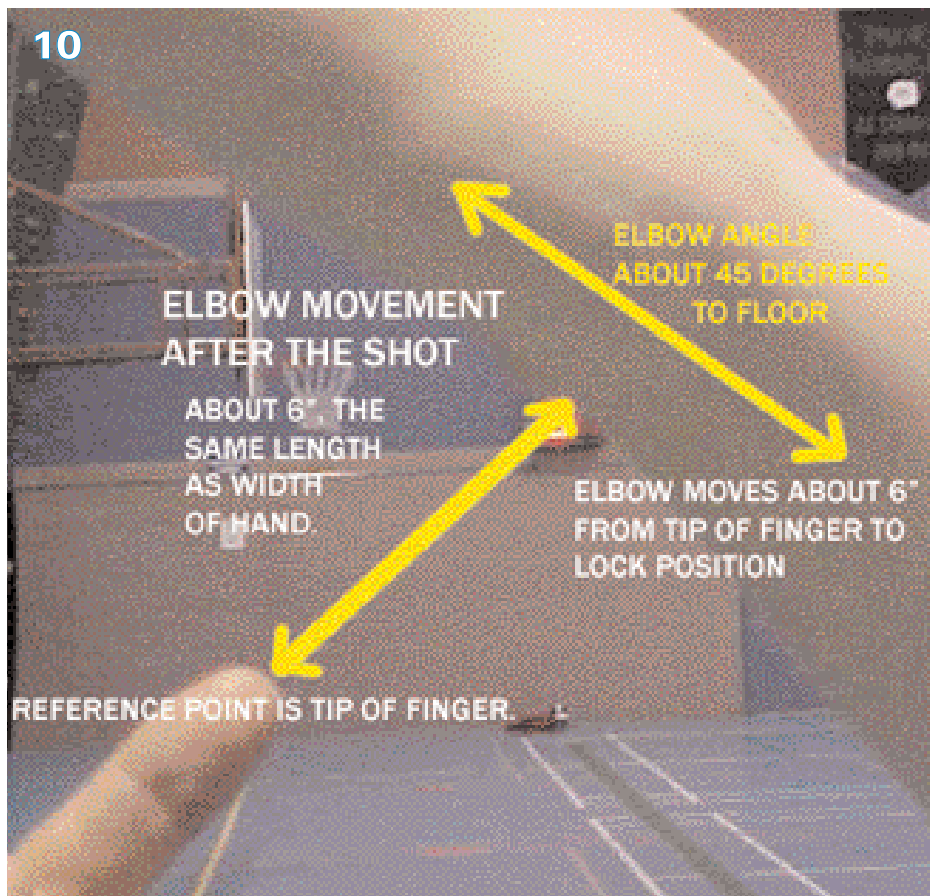 10
ELBOW ANGLE
ABOUT 45 DEGREES
TO FLOOR
ELBOW MOVEMENT
AFTER THE SHOT
ABOUT 6", THE
SAME LENGTH
AS WIDTH
OF HAND.
ELBOW MOVES ABOUT 6"
FROM TIP OF FINGER TO
LOCK POSITION
REFERENCE POINT IS TIP OF FINGER.